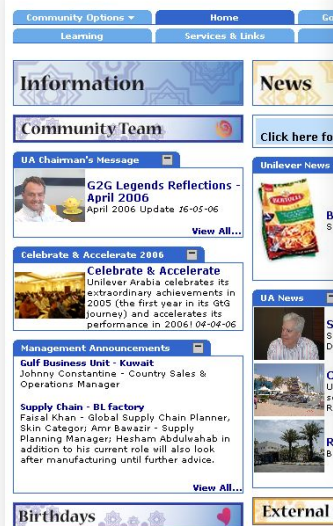 Community Options
Home
Learning
Services & Links
Information
Community Team
UA Chairman's Message
G2G Legends Reflections -
April 2006
April 2006 Update 16-05-06
View All...
Celebrate & Accelerate 2006
Celebrate & Accelerate
Unilever Arabia celebrates its
extraordinary achievements in
2005 (the first year in its GtG
journey) and accelerates its
performance in 2006! 04-04-06
Management Announcements
Gulf Business Unit - Kuwait
Johnny Constantine - Country Sales &
Operations Manager
Supply Chain - BL factory
Faisal Khan - Global Supply Chain Planner,
Skin Categor; Amr Bawazir - Supply
Planning Manager; Hesham Abdulwahab in
addition to his current role will also look
after manufacturing until further advice.
View All...
Birthdays
News
Click here fo
Unilever News
BERTOLLI
UA News
External